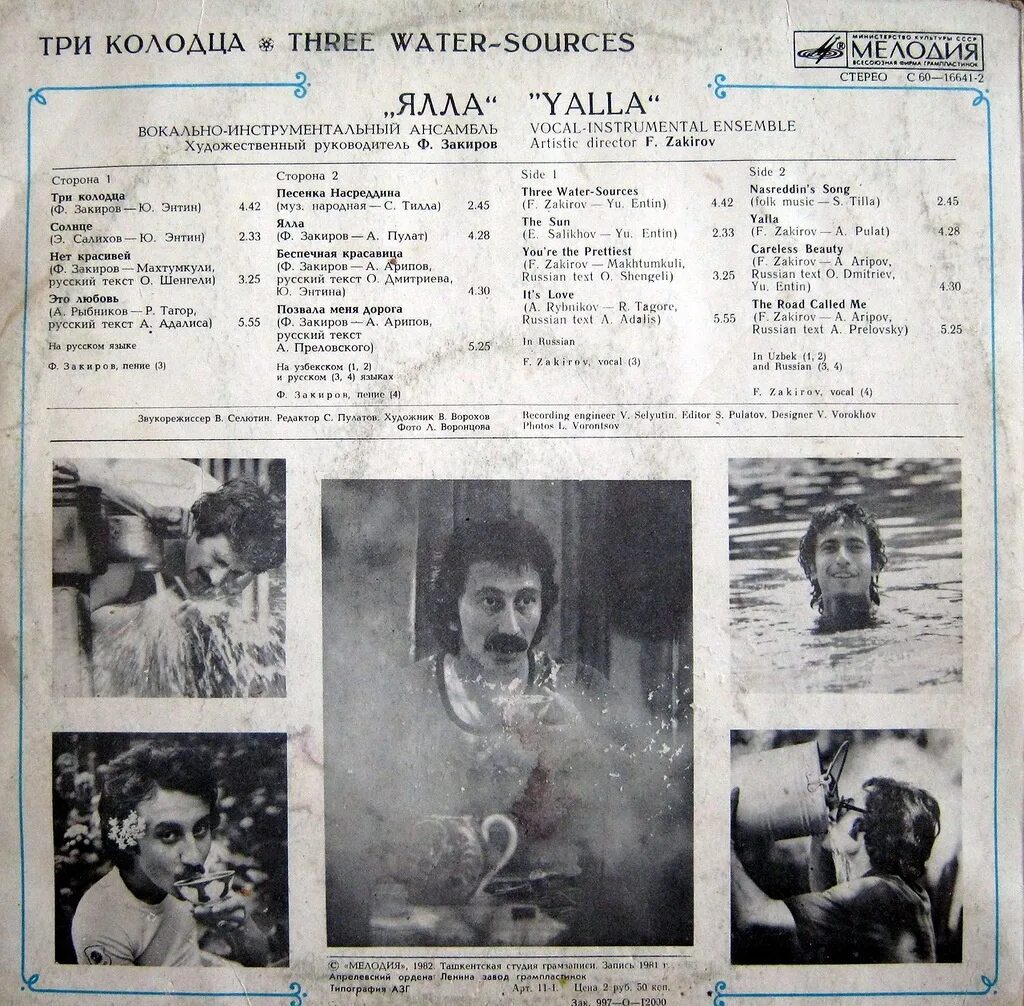 ТРИ КОЛОДЦА ❀ THREE WATER-SOURCES
МИНИСТЕРСТВО КУЛЬТУРЫ СССР
МЕЛОДИЯ
ВСЕСОЮЗНАЯ ФИРМА ГРАМПЛАСТИНОК
СТЕРЕО С 60—16641-2
„ЯЛЛА“
ВОКАЛЬНО-ИНСТРУМЕНТАЛЬНЫЙ АНСАМБЛЬ
Художественный руководитель Ф. Закиров
"YALLA“
VOCAL-INSTRUMENTAL ENSEMBLE
Artistic director F. Zakirov
Сторона 1
Три колодца
(Ф. Закиров — Ю. Энтин) 4.42
Солнце
(Э. Салихов — Ю. Энтин) 2.33
Нет красивей
(Ф. Закиров — Махтумкули,
русский текст О. Шенгели) 3.25
Это любовь
(А. Рыбников — Р. Тагор,
русский текст А. Адалиса) 5.55
На русском языке
Ф. Закиров, пение (3)
Сторона 2
Песенка Насреддина
(муз. народная — С. Тилла) 2.45
Ялла
(Ф. Закиров — А. Пулат) 4.28
Беспечная красавица
(Ф. Закиров — А. Арипов,
русский текст О. Дмитриева,
Ю. Энтина) 4.30
Позвала меня дорога
(Ф. Закиров — А. Арипов,
русский текст
А. Преловского) 5.25
На узбекском (1, 2)
и русском (3, 4) языках
Ф. Закиров, пение (4)
Side 1
Three Water-Sources
(F. Zakirov — Yu. Entin) 4.42
The Sun
(E. Salikhov — Yu. Entin) 2.33
You're the Prettiest
(F. Zakirov — Makhtumkuli,
Russian text O. Shengeli) 3.25
It's Love
(A. Rybnikov — R. Tagore,
Russian text A. Adalis) 5.55
In Russian
F. Zakirov, vocal (3)
Side 2
Nasreddin's Song
(folk music — S. Tilla) 2.45
Yalla
(F. Zakirov — A. Pulat) 4.28
Careless Beauty
(F. Zakirov — A. Aripov,
Russian text O. Dmitriev,
Yu. Entin) 4.30
The Road Called Me
(F. Zakirov — A. Aripov,
Russian text A. Prelovsky) 5.25
In Uzbek (1, 2)
and Russian (3, 4)
F. Zakirov, vocal (4)
Звукорежиссер В. Селютин. Редактор С. Пулатов. Художник В. Ворохов
Фото Л. Воронцова
Recording engineer V. Selyutin. Editor S. Pulatov. Designer V. Vorokhov
Photos L. Vorontsov
© «МЕЛОДИЯ», 1982. Ташкентская студия грамзаписи. Запись 1981 г.
Апрелевский ордена Ленина завод грампластинок
Типография АЗГ Арт. 11-1. Цена 2 руб. 50 коп.
Зак. 997—О—12000